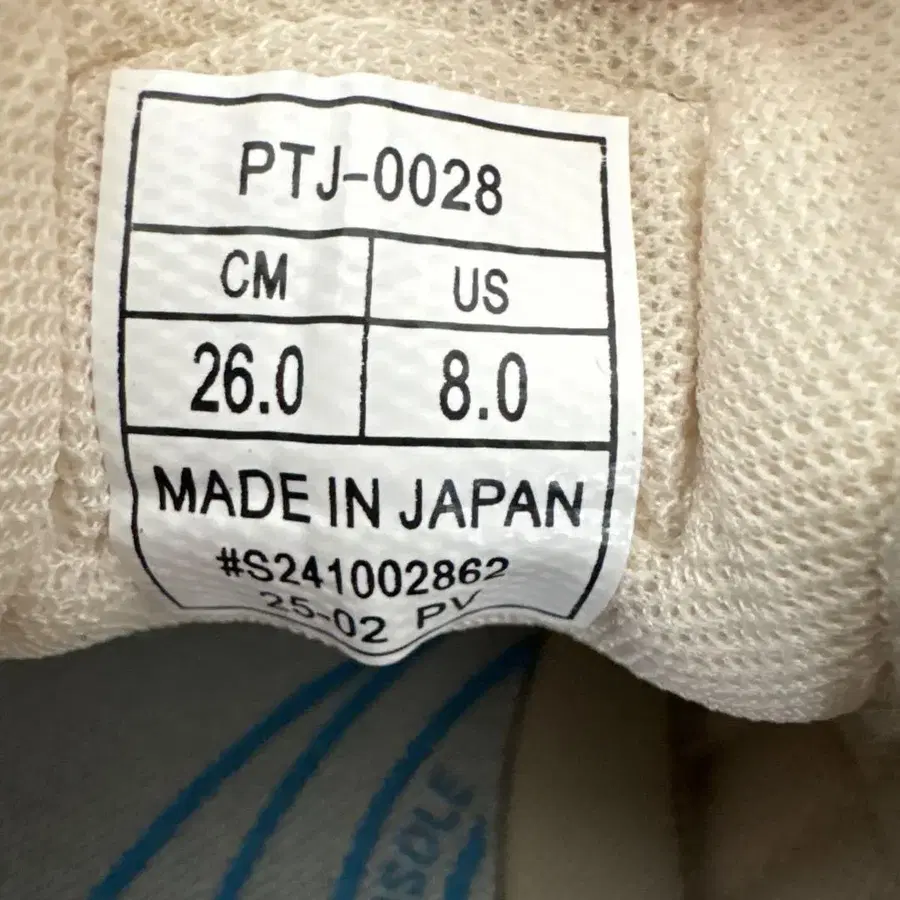 PTJ-0028
CM US
26.0 8.0
MADE IN JAPAN
#S241002862
25-02 PV